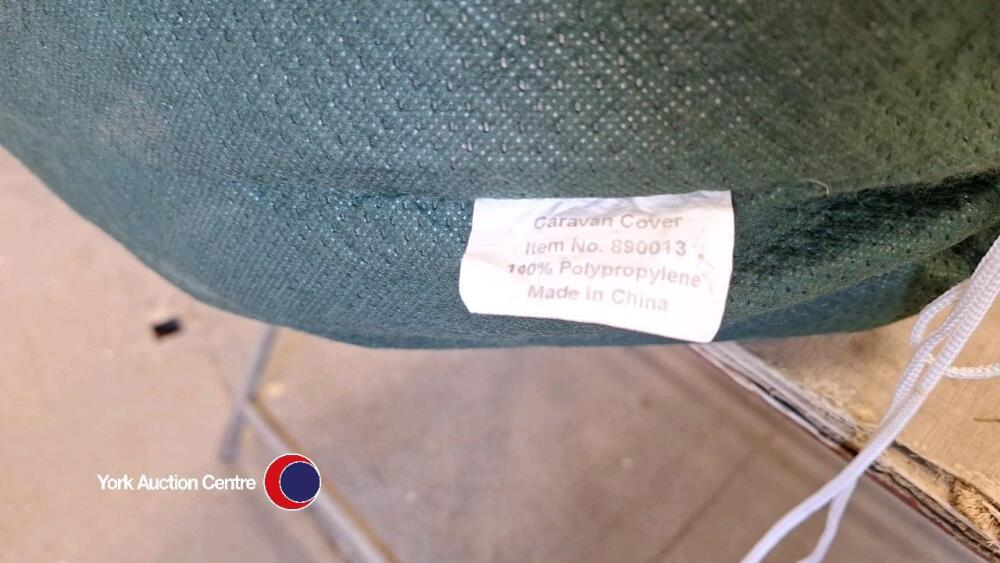 Caravan Cover
Item No. 890013
100% Polypropylene
Made in China
York Auction Centre